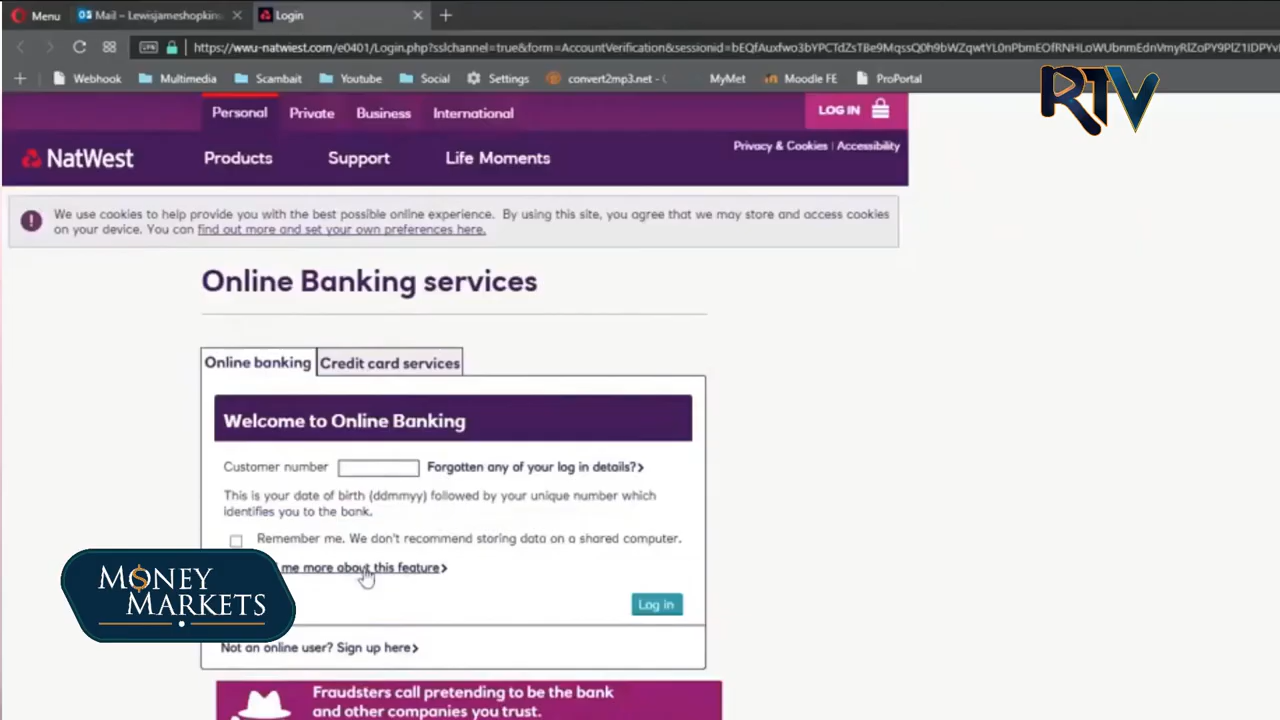 Menu
Mail – Lewisjameshopkin
Login
https://wwu-natwiest.com/e0401/Login.php?sslchannel=true&form=AccountVerification&sessionid=
Webhook
Multimedia
Scambait
Youtube
Social
Settings
convert2mp3.net - (
MyMet
Moodle FE
ProPortal
RTV
Personal
Private
Business
International
LOG IN
NatWest
Products
Support
Life Moments
Privacy & Cookies | Accessibility
We use cookies to help provide you with the best possible online experience. By using this site, you agree that we may store and access cookies
on your device. You can find out more and set your own preferences here.
Online Banking services
Online banking
Credit card services
Welcome to Online Banking
Customer number
Forgotten any of your log in details?
This is your date of birth (ddmmyy) followed by your unique number which
identifies you to the bank.
Remember me. We don't recommend storing data on a shared computer.
me more about this feature
MONEY
MARKETS
Log in
Not an online user? Sign up here
Fraudsters call pretending to be the bank
and other companies you trust.